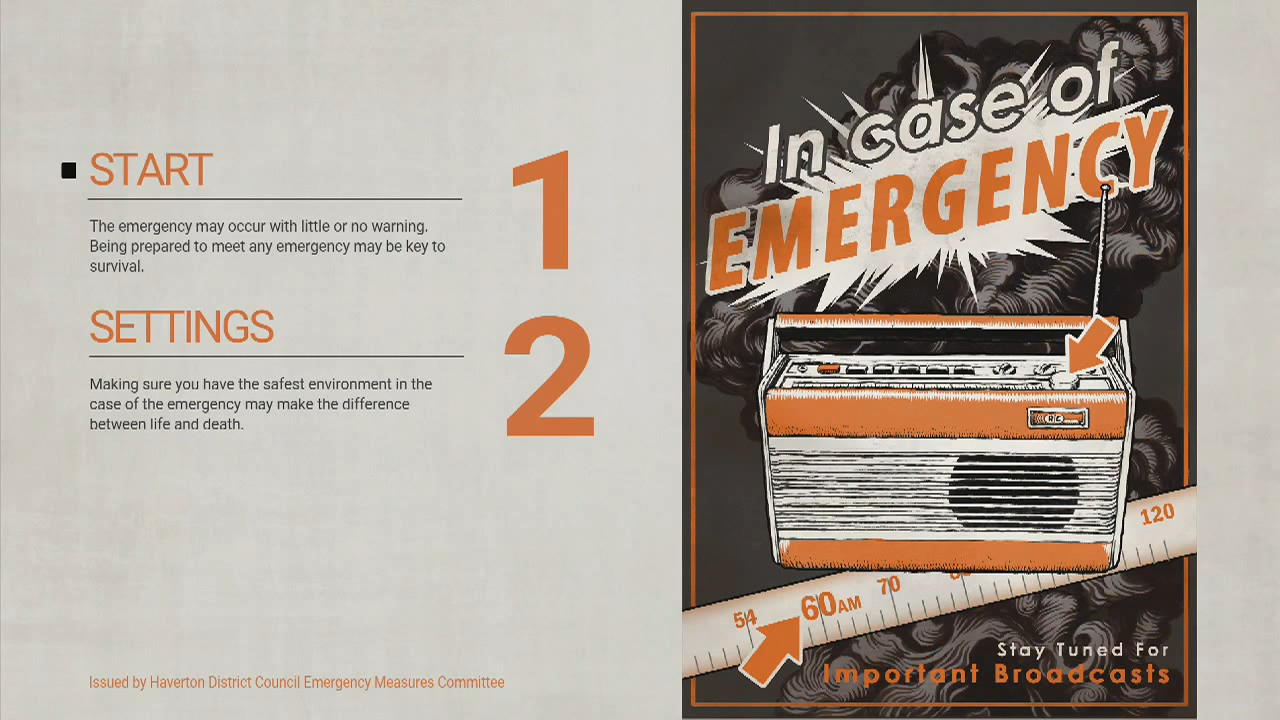 START
1
The emergency may occur with little or no warning.
Being prepared to meet any emergency may be key to
survival.
SETTINGS
2
Making sure you have the safest environment in the
case of the emergency may make the difference
between life and death.
Issued by Haverton District Council Emergency Measures Committee
In case of
EMERGENCY
120
70
60AM
54
Stay Tuned For
Important Broadcasts